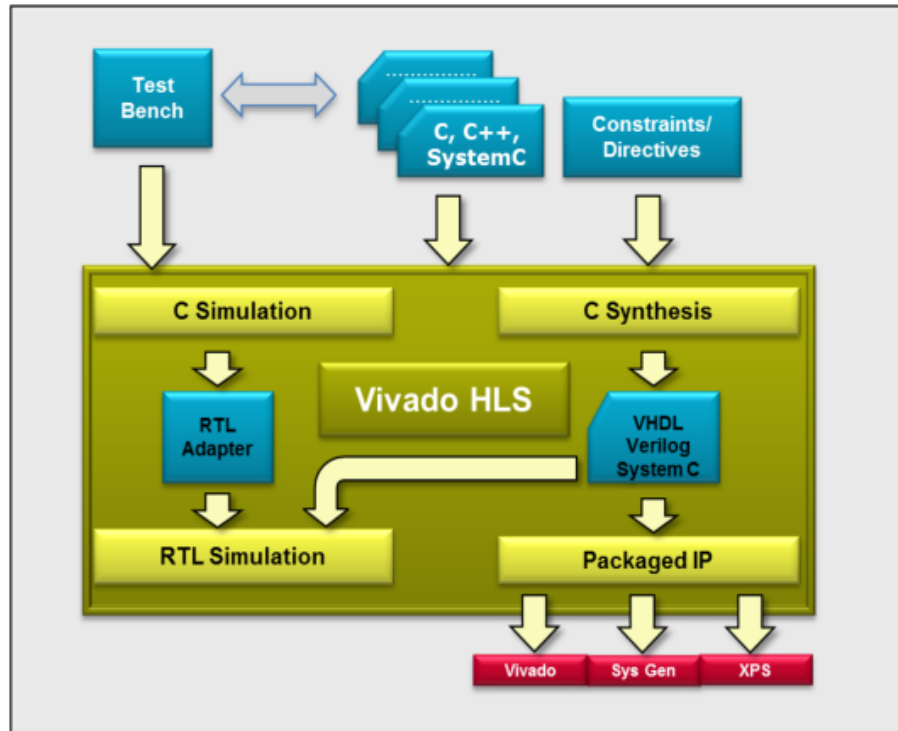 Test
Bench
..................
..................
C, C++,
SystemC
Constraints/
Directives
C Simulation
C Synthesis
Vivado HLS
RTL
Adapter
VHDL
Verilog
System C
RTL Simulation
Packaged IP
Vivado
Sys Gen
XPS